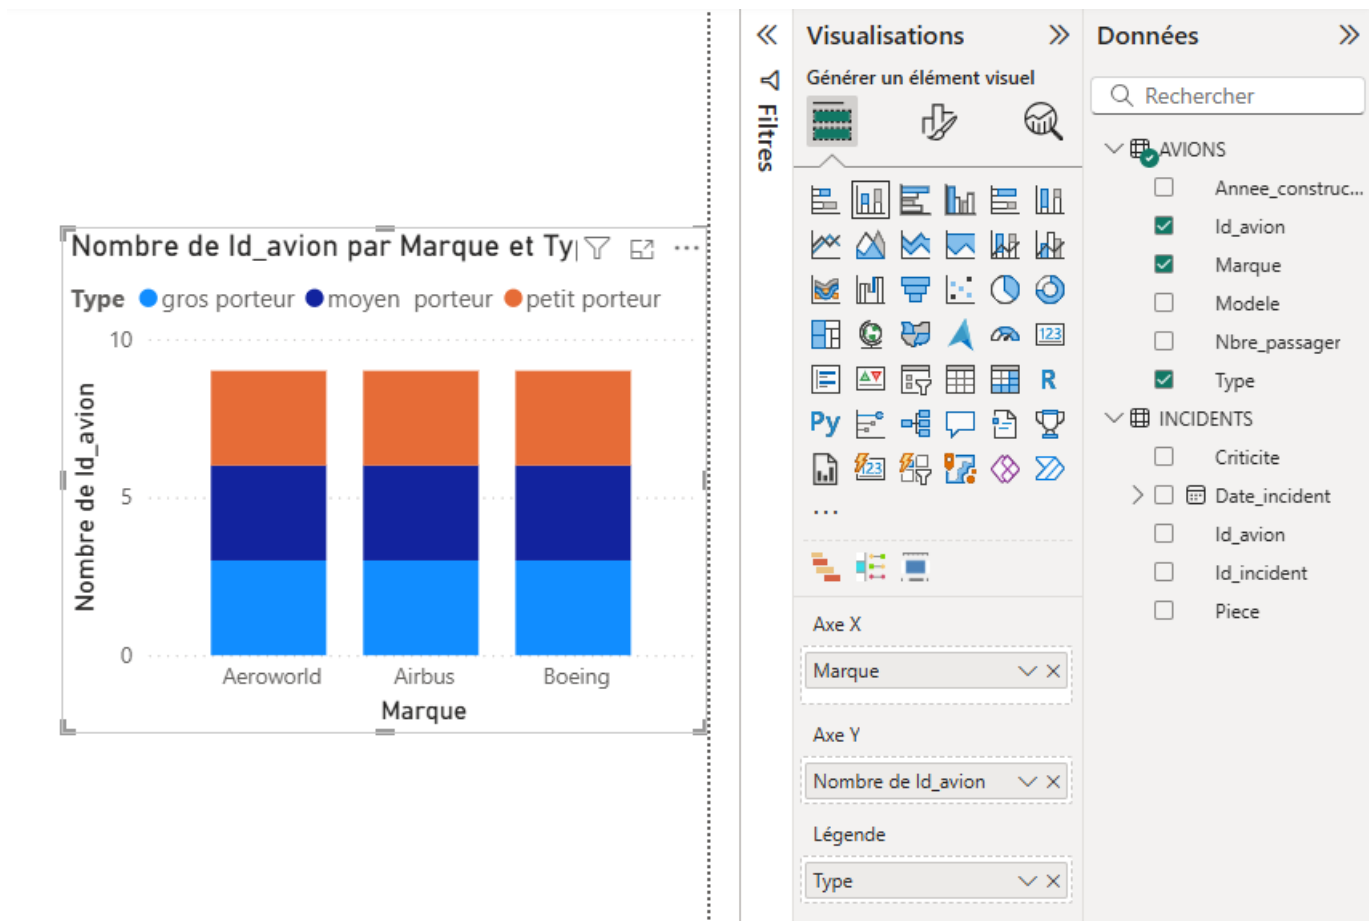 Nombre de Id_avion par Marque et Ty
Type gros porteur moyen porteur petit porteur
Nombre de Id_avion
10
5
0
Aeroworld Airbus Boeing
Marque
Filtres
Visualisations
Générer un élément visuel
123
R
Py
123
...
Axe X
Marque
Axe Y
Nombre de Id_avion
Légende
Type
Données
Rechercher
AVIONS
Annee_construc...
Id_avion
Marque
Modele
Nbre_passager
Type
INCIDENTS
Criticite
Date_incident
Id_avion
Id_incident
Piece